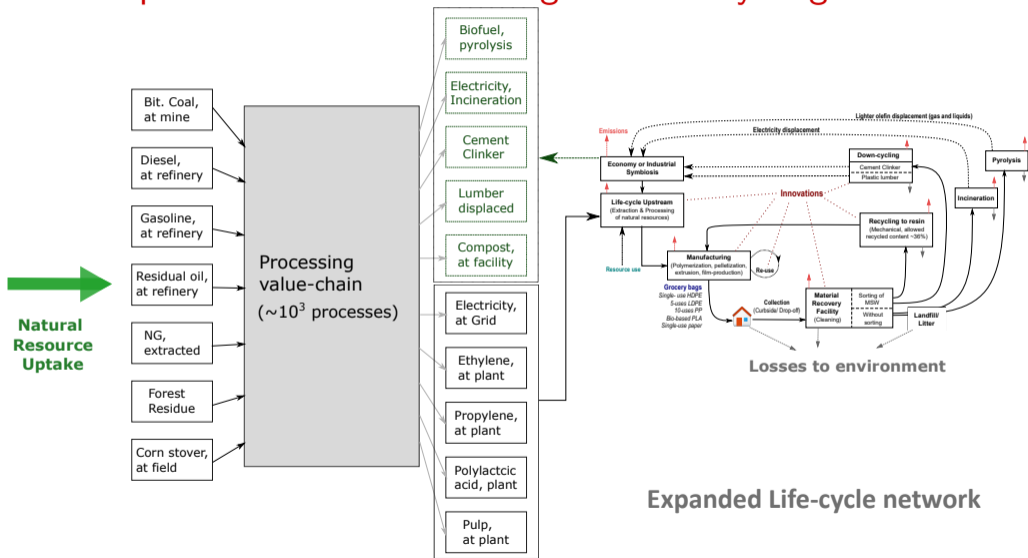 Biofuel,
pyrolysis
Electricity,
Incineration
Cement
Clinker
Lumber
displaced
Compost,
at facility
Bit. Coal,
at mine
Diesel,
at refinery
Gasoline,
at refinery
Residual oil,
at refinery
NG,
extracted
Forest
Residue
Corn stover,
at field
Natural
Resource
Uptake
Processing
value-chain
(~10³ processes)
Electricity,
at Grid
Ethylene,
at plant
Propylene,
at plant
Polylactcic
acid, plant
Pulp,
at plant
Lighter olefin displacement (gas and liquids)
Electricity displacement
Emissions
Economy or Industrial
Symbiosis
Life-cycle Upstream
(Extraction & Processing
of natural resources)
Resource use
Down-cycling
Cement Clinker
Plastic lumber
Pyrolysis
Incineration
Innovations
Recycling to resin
(Mechanical, allowed
recycled content ~36%)
Manufacturing
(Polymerization, pelletization,
extrusion, film-production)
Re-use
Grocery bags
Single- use HDPE
5-uses LDPE
10-uses PP
Bio-based PLA
Single-use paper
Collection
(Curbside/ Drop-off)
Material
Recovery
Facility
(Cleaning)
Sorting of
MSW
Without
sorting
Landfill/
Litter
Losses to environment
Expanded Life-cycle network